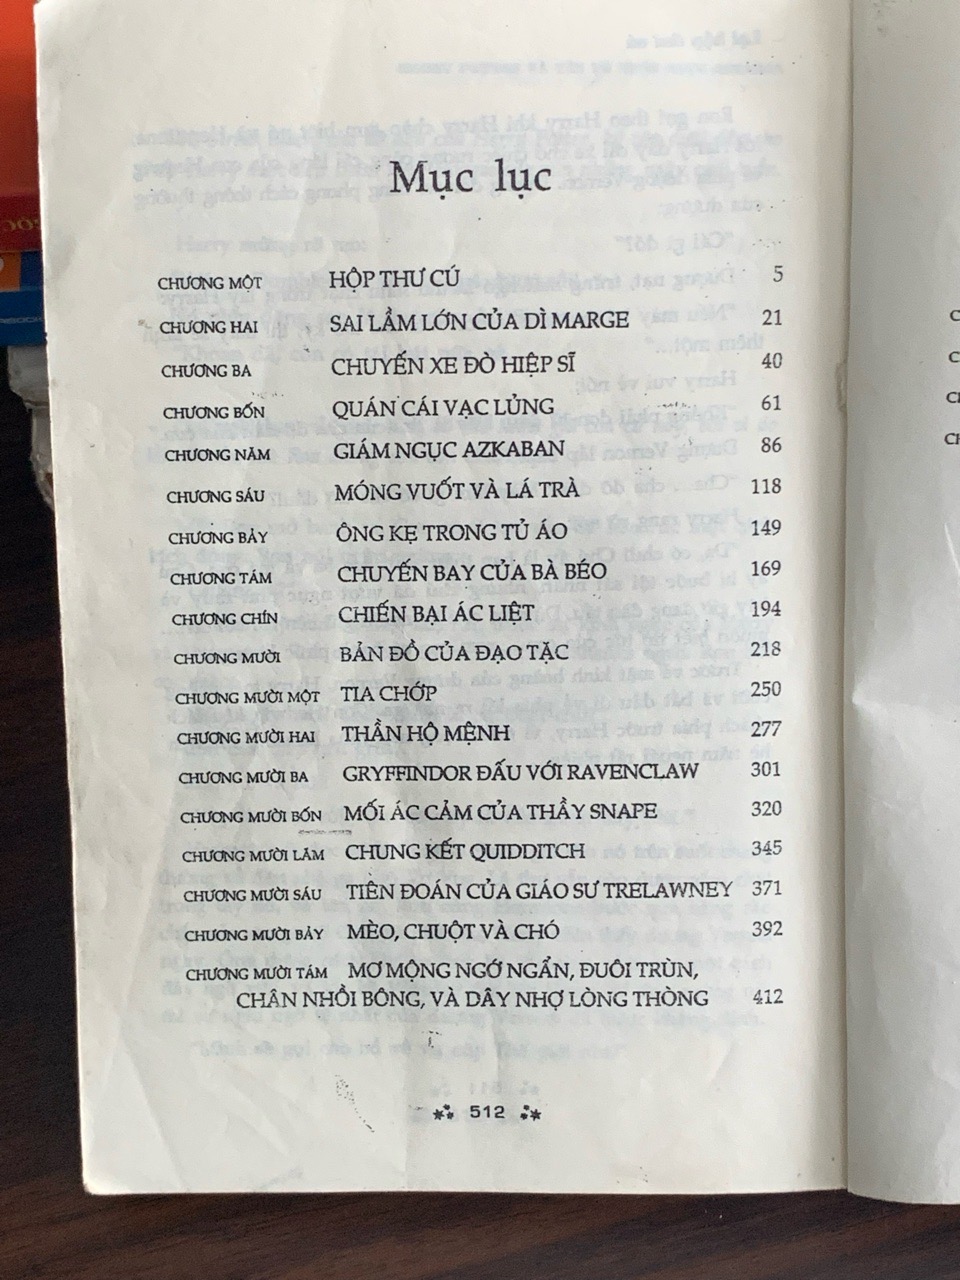 Mục lục
CHƯƠNG MỘT HỘP THƯ CÚ 5
CHƯƠNG HAI SAI LẦM LỚN CỦA DÌ MARGE 21
CHƯƠNG BA CHUYẾN XE ĐÒ HIỆP SĨ 40
CHƯƠNG BỐN QUÁN CÁI VẠC LỦNG 61
CHƯƠNG NĂM GIÁM NGỤC AZKABAN 86
CHƯƠNG SÁU MÓNG VUỐT VÀ LÁ TRÀ 118
CHƯƠNG BẢY ÔNG KẸ TRONG TỦ ÁO 149
CHƯƠNG TÁM CHUYẾN BAY CỦA BÀ BÉO 169
CHƯƠNG CHÍN CHIẾN BẠI ÁC LIỆT 194
CHƯƠNG MƯỜI BẢN ĐỒ CỦA ĐẠO TẶC 218
CHƯƠNG MƯỜI MỘT TIA CHỚP 250
CHƯƠNG MƯỜI HAI THẦN HỘ MỆNH 277
CHƯƠNG MƯỜI BA GRYFFINDOR ĐẤU VỚI RAVENCLAW 301
CHƯƠNG MƯỜI BỐN MỐI ÁC CẢM CỦA THẦY SNAPE 320
CHƯƠNG MƯỜI LĂM CHUNG KẾT QUIDDITCH 345
CHƯƠNG MƯỜI SÁU TIÊN ĐOÁN CỦA GIÁO SƯ TRELAWNEY 371
CHƯƠNG MƯỜI BẢY MÈO, CHUỘT VÀ CHÓ 392
CHƯƠNG MƯỜI TÁM MƠ MỘNG NGỚ NGẨN, ĐUÔI TRÙN,
CHÂN NHỒI BÔNG, VÀ DÂY NHỢ LÒNG THÒNG 412
512